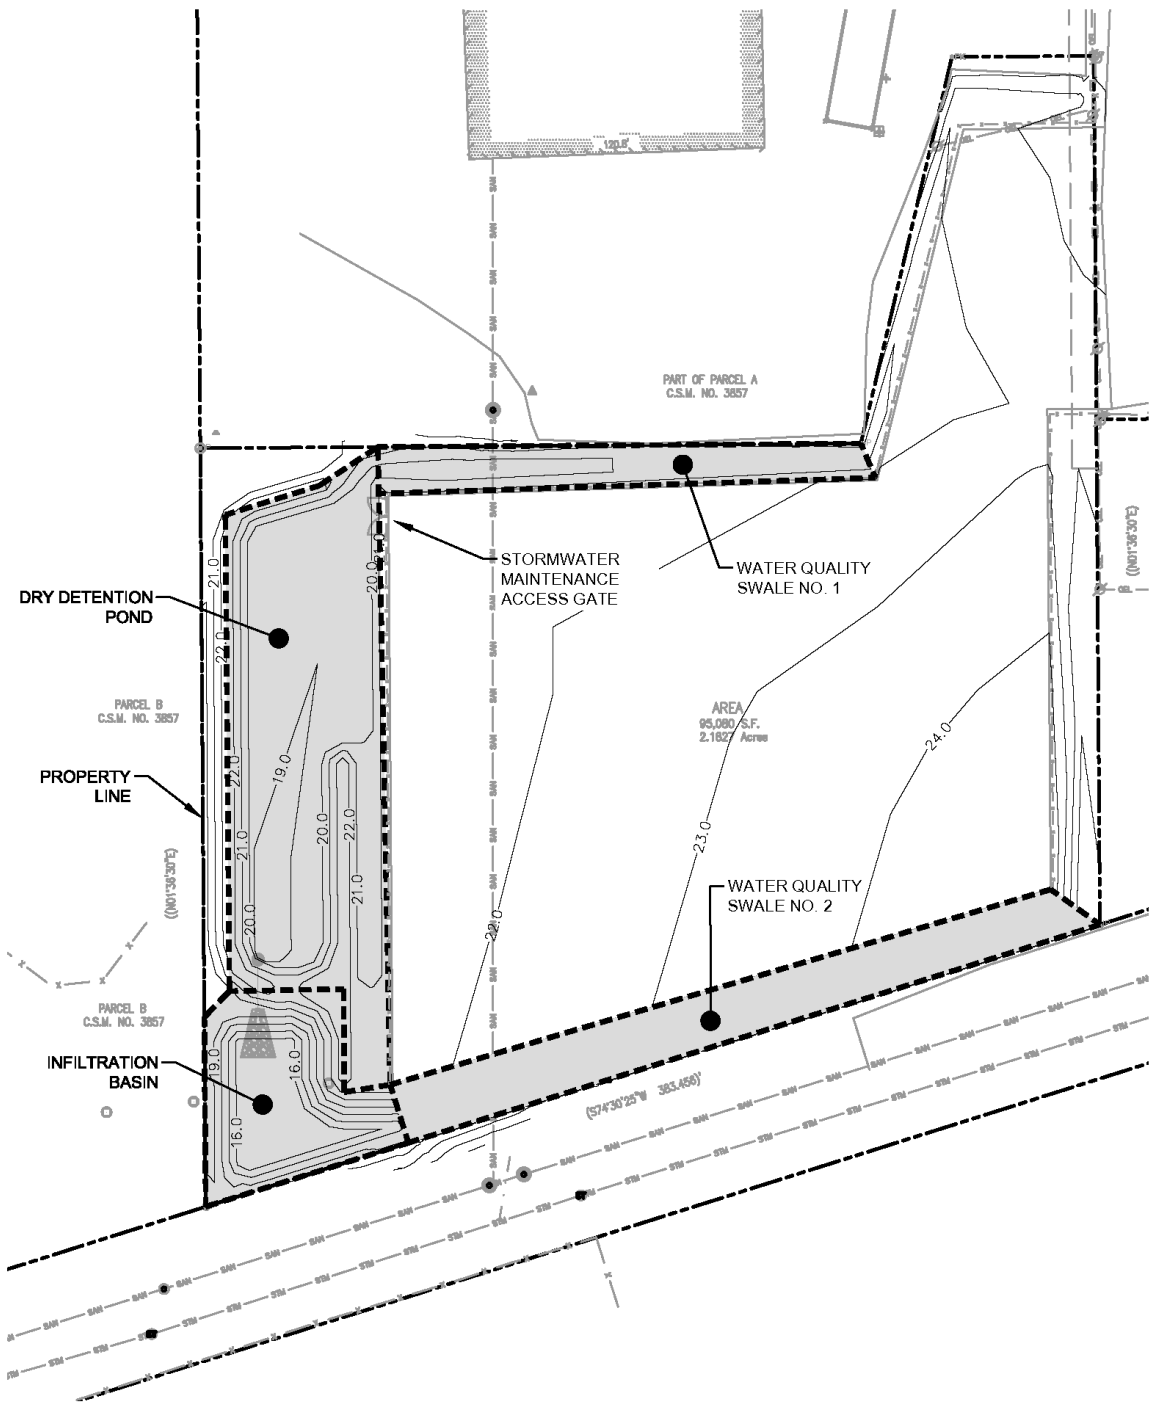 120.8'
PART OF PARCEL A
C.S.M. NO. 3857
STORMWATER
MAINTENANCE
ACCESS GATE
WATER QUALITY
SWALE NO. 1
((N01°36'30"E)
DRY DETENTION
POND
21.0
22.0
20.0
21.0
PARCEL B
C.S.M. NO. 3857
AREA
95,080 S.F.
2.1827 Acres
24.0
PROPERTY
LINE
22.0
19.0
20.0
22.0
21.0
23.0
((N01°36'30"E)
21.0
20.0
22.0
WATER QUALITY
SWALE NO. 2
PARCEL B
C.S.M. NO. 3857
INFILTRATION
BASIN
19.0
16.0
16.0
(S74°30'25"W 383.456)'
SAN
STM